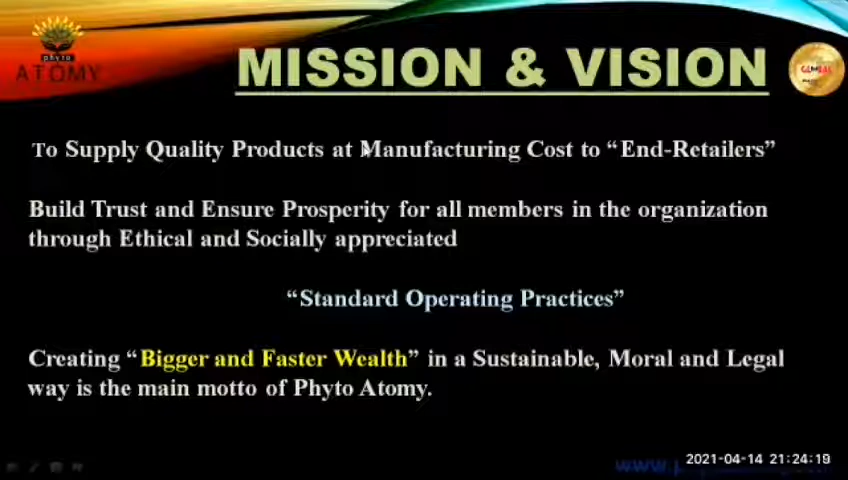 phyto
ATOMY
MISSION & VISION
To Supply Quality Products at Manufacturing Cost to “End-Retailers”
Build Trust and Ensure Prosperity for all members in the organization
through Ethical and Socially appreciated
“Standard Operating Practices”
Creating “Bigger and Faster Wealth” in a Sustainable, Moral and Legal
way is the main motto of Phyto Atomy.
2021-04-14 21:24:19